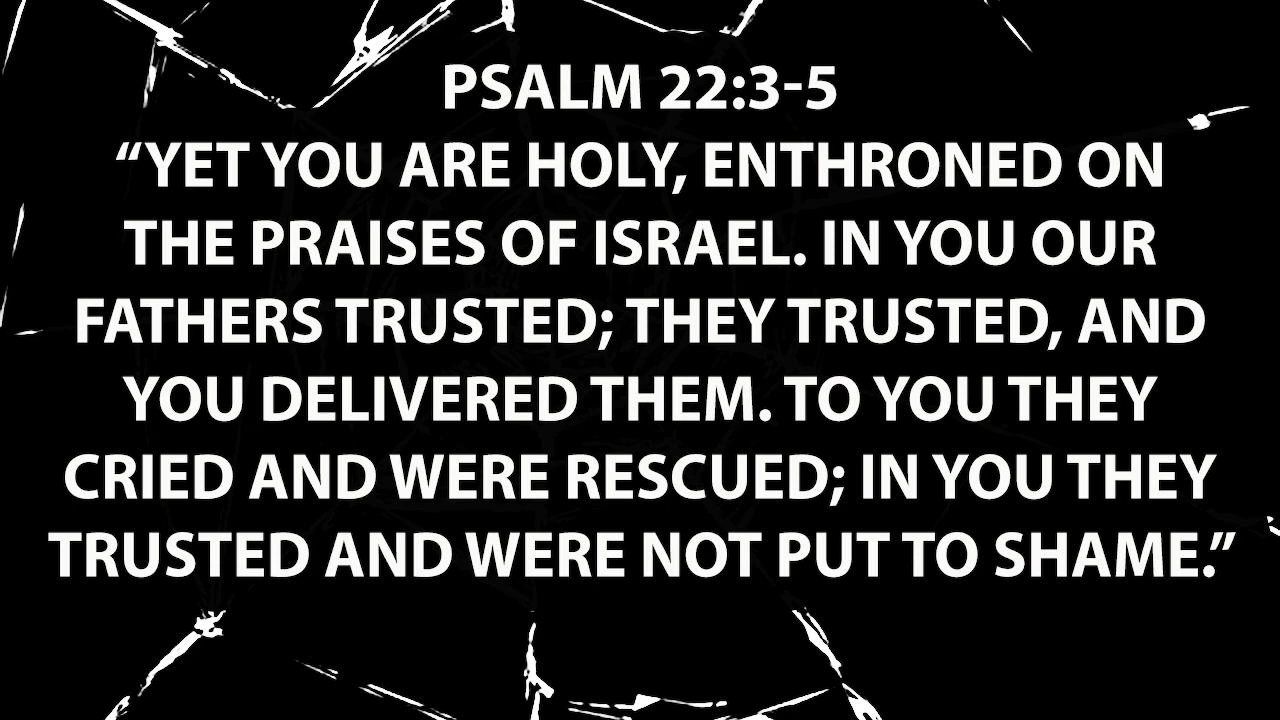 PSALM 22:3-5
“YET YOU ARE HOLY, ENTHRONED ON
THE PRAISES OF ISRAEL. IN YOU OUR
FATHERS TRUSTED; THEY TRUSTED, AND
YOU DELIVERED THEM. TO YOU THEY
CRIED AND WERE RESCUED; IN YOU THEY
TRUSTED AND WERE NOT PUT TO SHAME.”